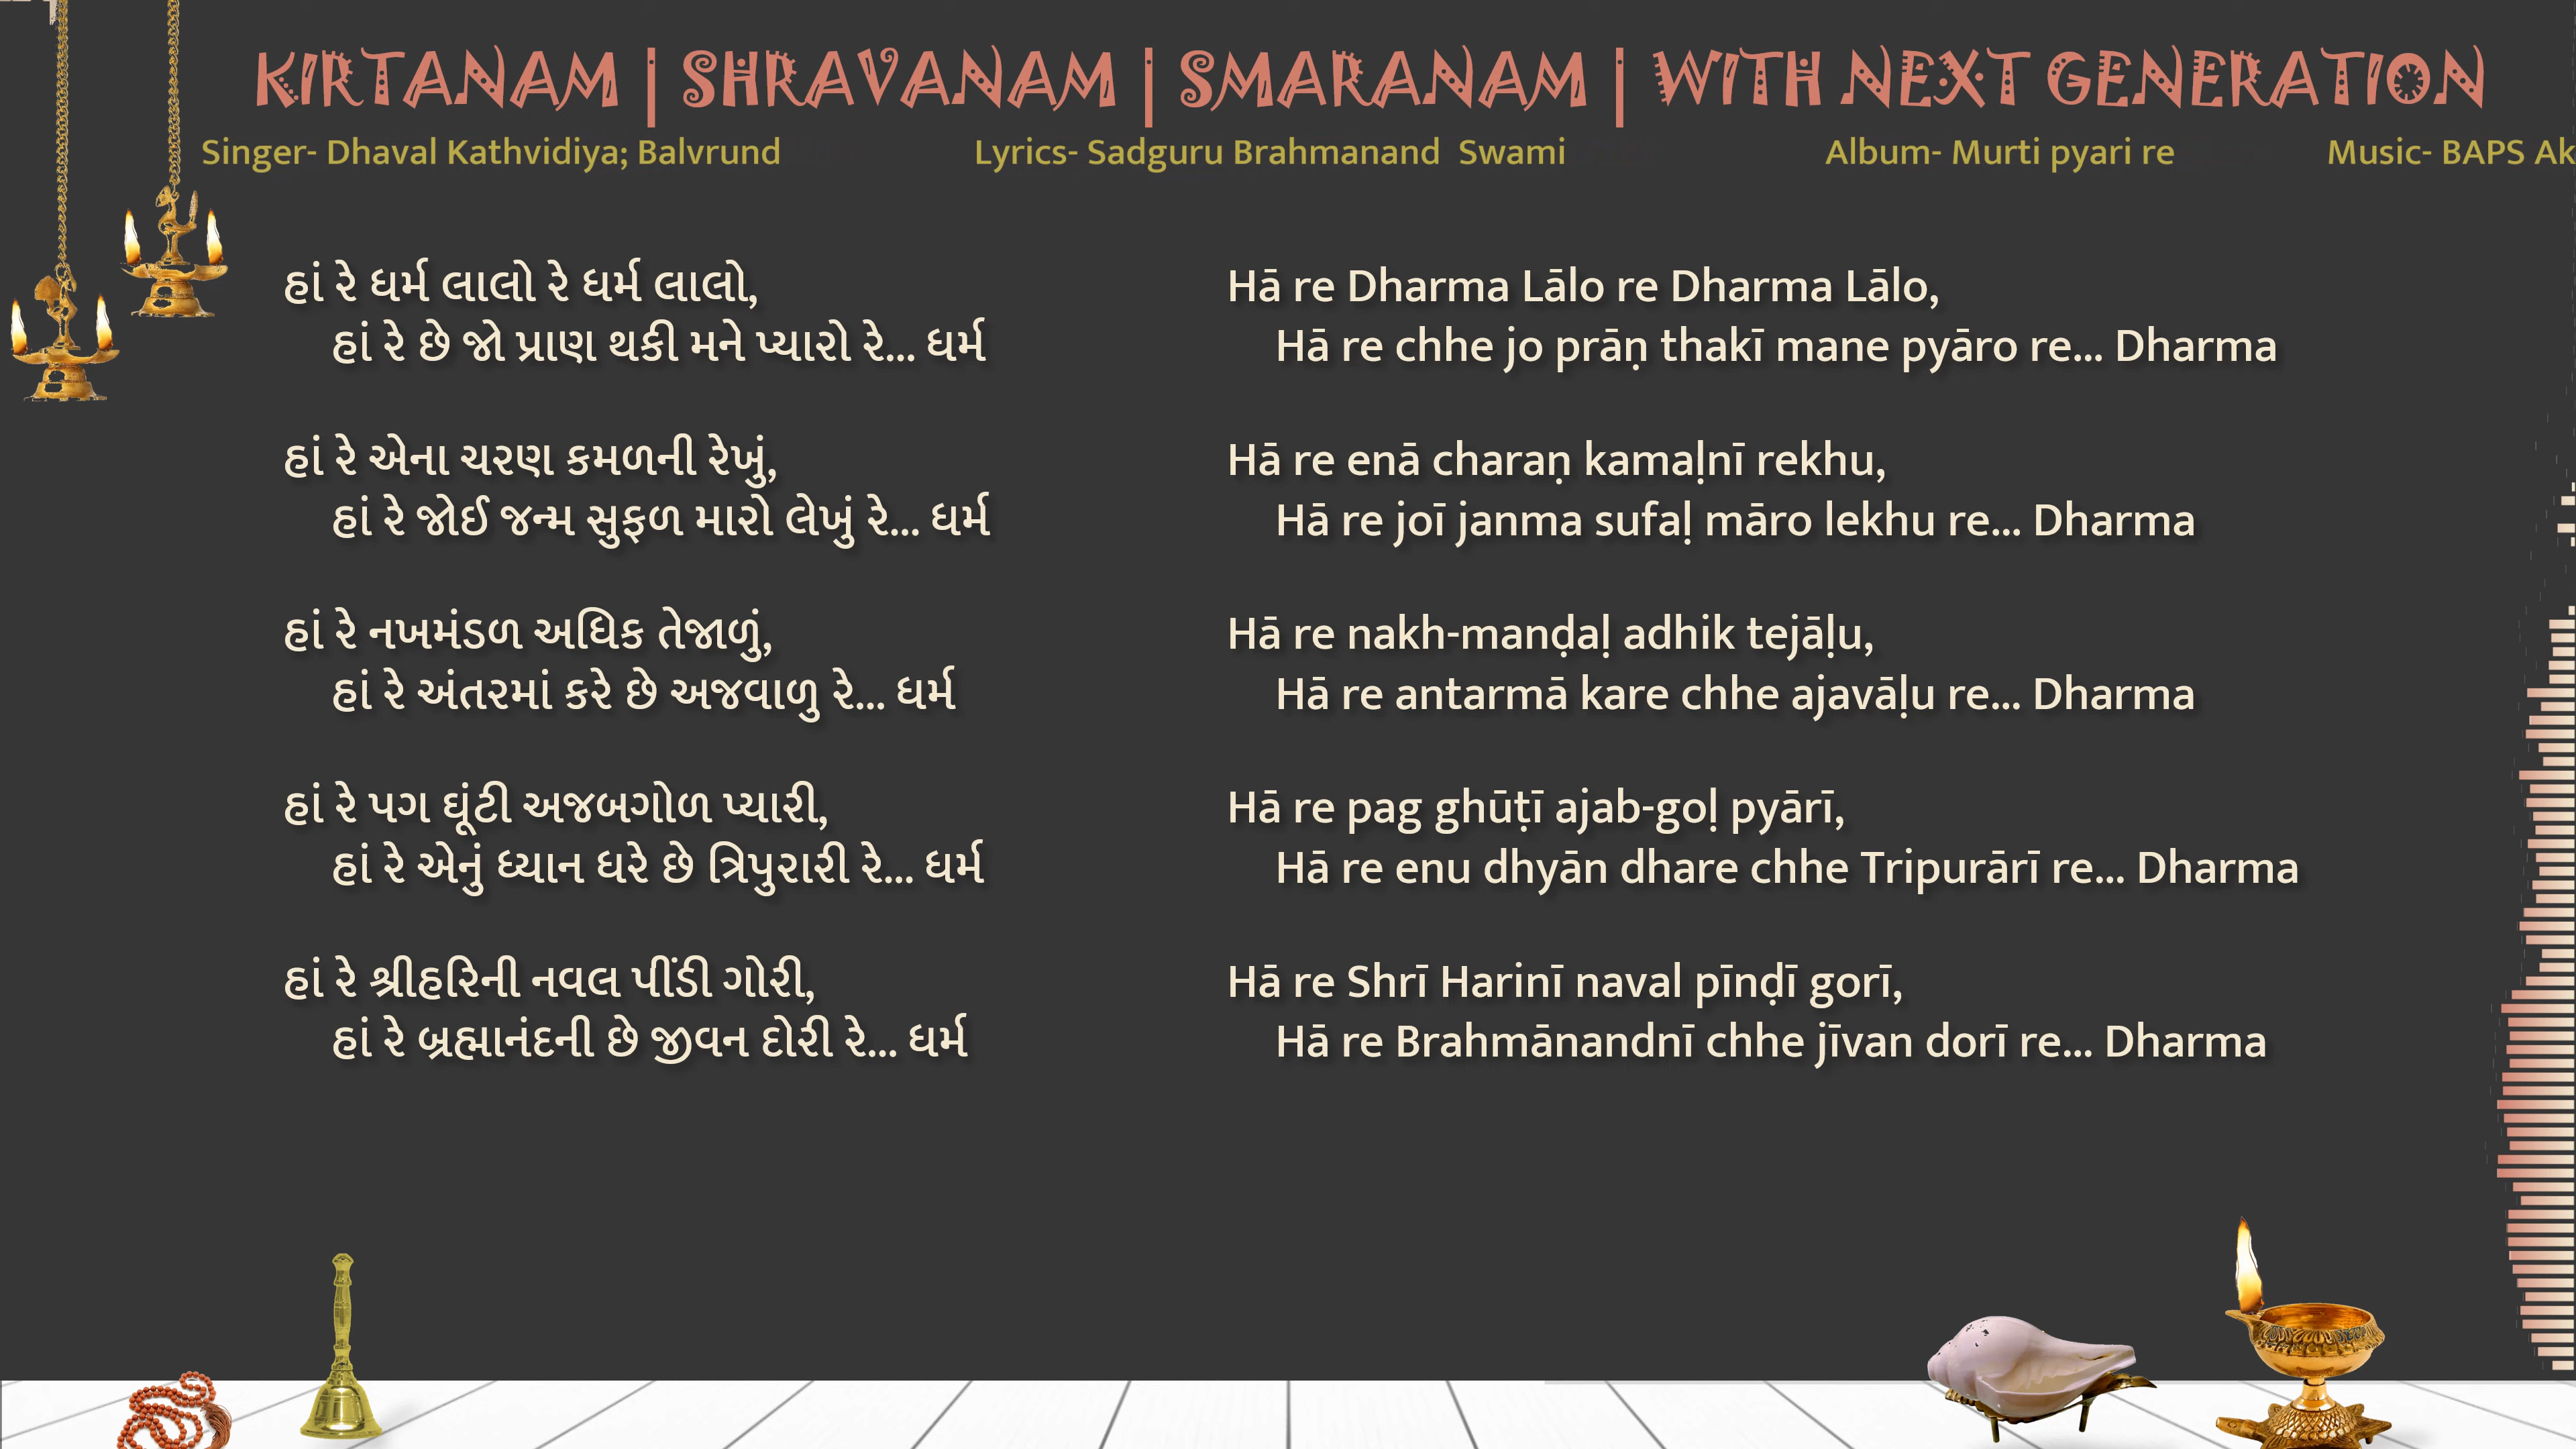 KIRTANAM | SHRAVANAM | SMARANAM | WITH NEXT GENERATION
Singer- Dhaval Kathvidiya; Balvrund Lyrics- Sadguru Brahmanand Swami Album- Murti pyari re Music- BAPS Ak
હાં રે ધર્મ લાલો રે ધર્મ લાલો,
હાં રે છે જો પ્રાણ થકી મને પ્યારો રે... ધર્મ
હાં રે એના ચરણ કમળની રેખું,
હાં રે જોઈ જન્મ સુફળ મારો લેખું રે... ધર્મ
હાં રે નખમંડળ અધિક તેજાળું,
હાં રે અંતરમાં કરે છે અજવાળુ રે... ધર્મ
હાં રે પગ ઘૂંટી અજબગોળ પ્યારી,
હાં રે એનું ધ્યાન ધરે છે ત્રિપુરારી રે... ધર્મ
હાં રે શ્રીહરિની નવલ પીંડી ગોરી,
હાં રે બ્રહ્માનંદની છે જીવન દોરી રે... ધર્મ
Hā re Dharma Lālo re Dharma Lālo,
Hā re chhe jo prāṇ thakī mane pyāro re... Dharma
Hā re enā charaṇ kamaḷnī rekhu,
Hā re joī janma sufaḷ māro lekhu re... Dharma
Hā re nakh-manḍaḷ adhik tejāḷu,
Hā re antarmā kare chhe ajavāḷu re... Dharma
Hā re pag ghūṭī ajab-goḷ pyārī,
Hā re enu dhyān dhare chhe Tripurārī re... Dharma
Hā re Shrī Harinī naval pīnḍī gorī,
Hā re Brahmānandnī chhe jīvan dorī re... Dharma